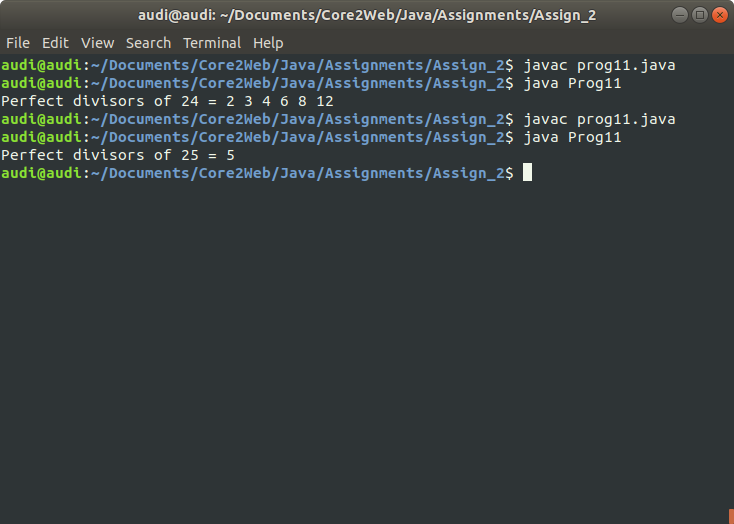 audi@audi: ~/Documents/Core2Web/Java/Assignments/Assign_2
File Edit View Search Terminal Help
audi@audi:~/Documents/Core2Web/Java/Assignments/Assign_2$ javac prog11.java
audi@audi:~/Documents/Core2Web/Java/Assignments/Assign_2$ java Prog11
Perfect divisors of 24 = 2 3 4 6 8 12
audi@audi:~/Documents/Core2Web/Java/Assignments/Assign_2$ javac prog11.java
audi@audi:~/Documents/Core2Web/Java/Assignments/Assign_2$ java Prog11
Perfect divisors of 25 = 5
audi@audi:~/Documents/Core2Web/Java/Assignments/Assign_2$